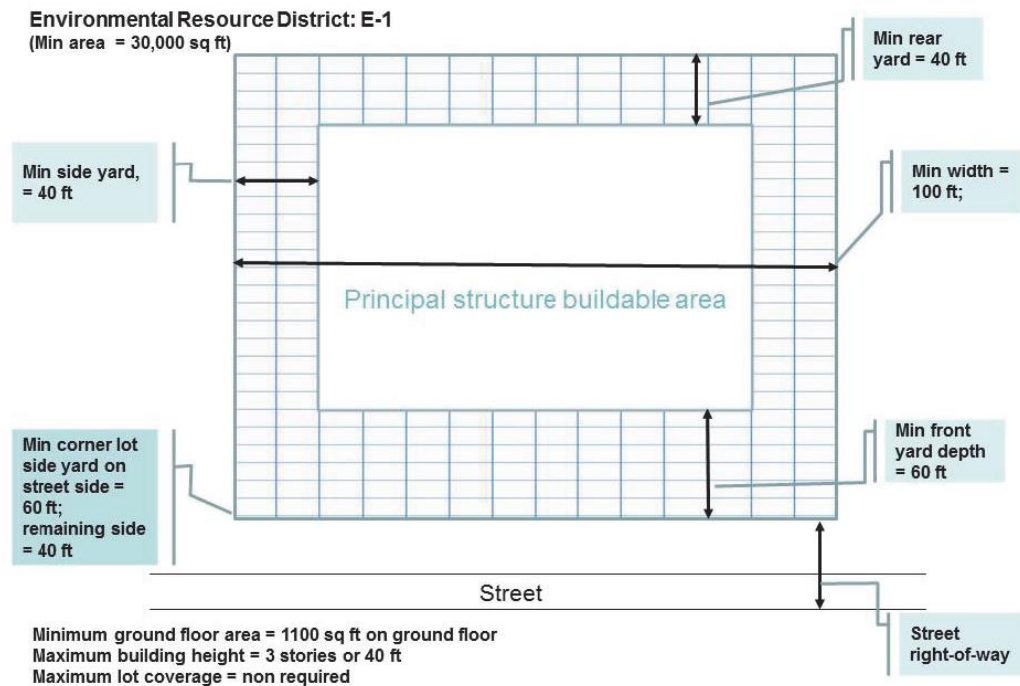 Environmental Resource District: E-1
(Min area = 30,000 sq ft)
Min rear
yard = 40 ft
Min side yard,
= 40 ft
Min width =
100 ft;
Principal structure buildable area
Min corner lot
side yard on
street side =
60 ft;
remaining side
= 40 ft
Min front
yard depth
= 60 ft
Street
Street
right-of-way
Minimum ground floor area = 1100 sq ft on ground floor
Maximum building height = 3 stories or 40 ft
Maximum lot coverage = non required